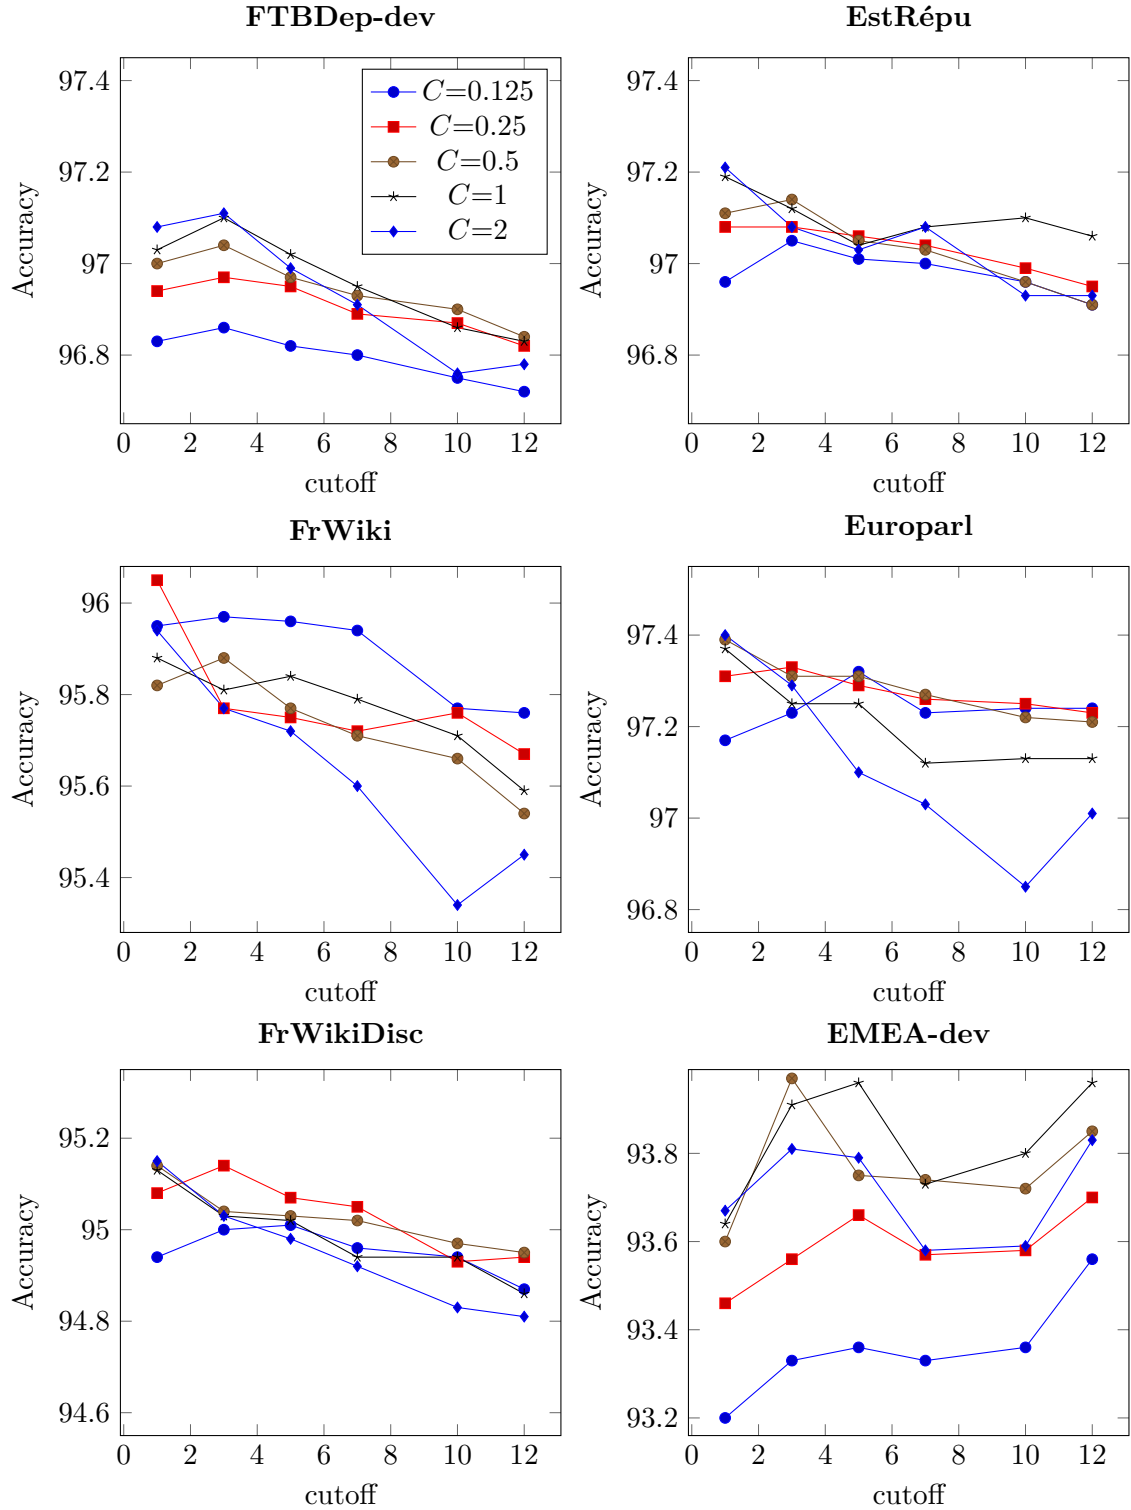 FTBDep-dev
97.4
97.2
97
96.8
0 2 4 6 8 10 12
cutoff
Accuracy
C=0.125
C=0.25
C=0.5
C=1
C=2
EstRépu
97.4
97.2
97
96.8
0 2 4 6 8 10 12
cutoff
Accuracy
FrWiki
96
95.8
95.6
95.4
0 2 4 6 8 10 12
cutoff
Accuracy
Europarl
97.4
97.2
97
96.8
0 2 4 6 8 10 12
cutoff
Accuracy
FrWikiDisc
95.2
95
94.8
94.6
0 2 4 6 8 10 12
cutoff
Accuracy
EMEA-dev
93.8
93.6
93.4
93.2
0 2 4 6 8 10 12
cutoff
Accuracy